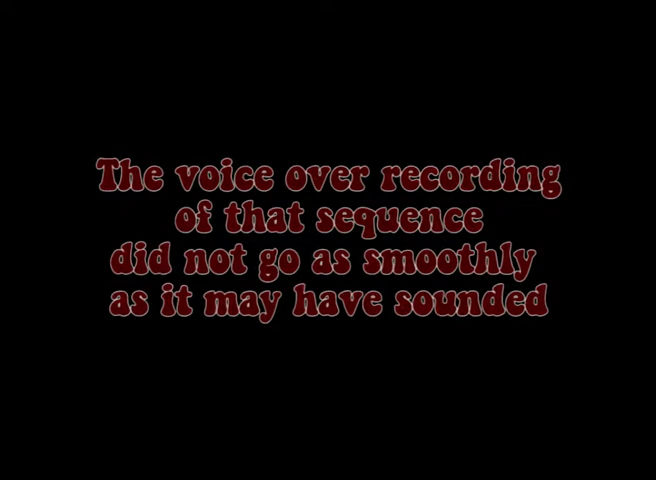 The voice over recording
of that sequence
did not go as smoothly
as it may have sounded